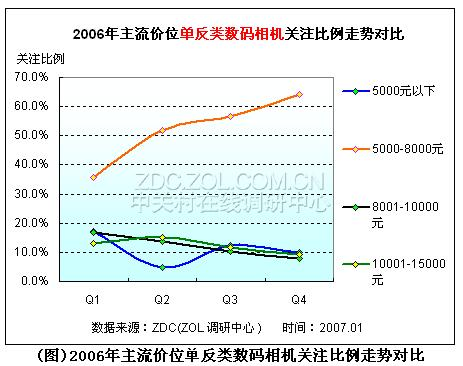 2006年主流价位单反类数码相机关注比例走势对比
关注比例
70.0%
60.0%
50.0%
40.0%
30.0%
20.0%
10.0%
0.0%
Q1 Q2 Q3 Q4
5000元以下
5000-8000元
8001-10000
元
10001-15000
元
ZDC.ZOL.COM.CN
中关村在线调研中心
数据来源：ZDC(ZOL调研中心） 时间：2007.01
(图)2006年主流价位单反类数码相机关注比例走势对比